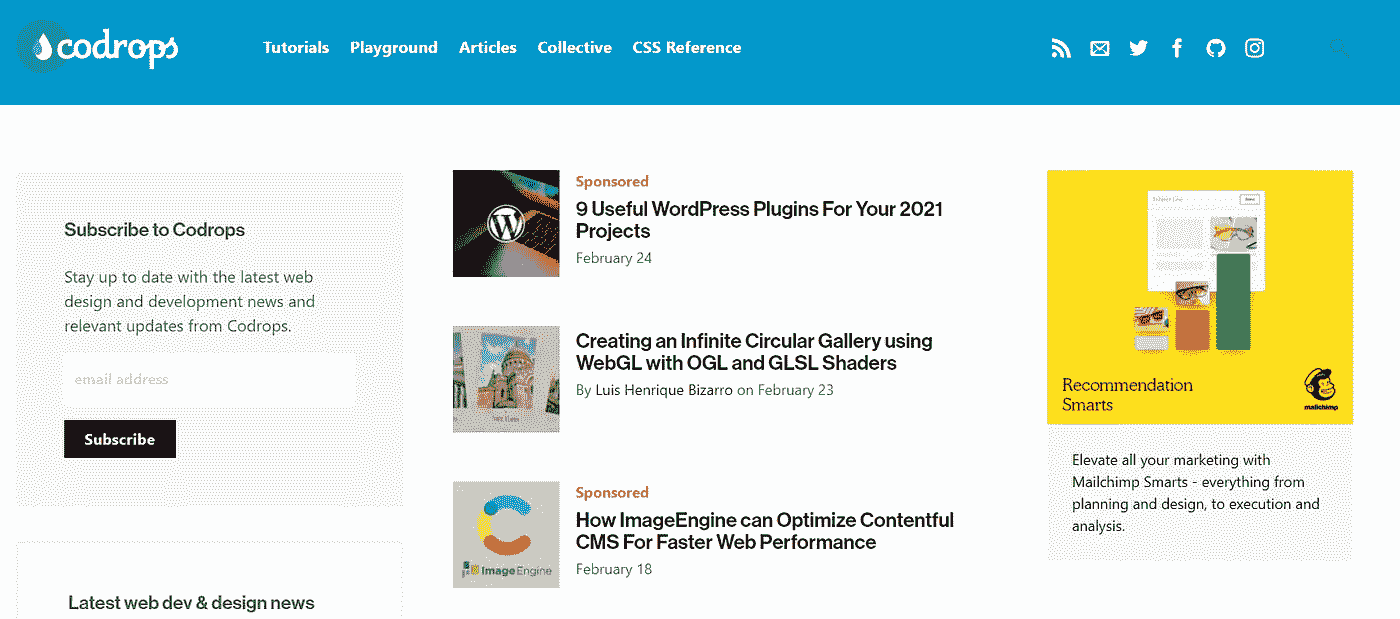 codrops
Tutorials Playground Articles Collective CSS Reference
Subscribe to Codrops
Stay up to date with the latest web
design and development news and
relevant updates from Codrops.
email address
Subscribe
Latest web dev & design news
Sponsored
9 Useful WordPress Plugins For Your 2021
Projects
February 24
Creating an Infinite Circular Gallery using
WebGL with OGL and GLSL Shaders
By Luis Henrique Bizarro on February 23
ImageEngine
Sponsored
How ImageEngine can Optimize Contentful
CMS For Faster Web Performance
February 18
Recommendation
Smarts
mailchimp
Elevate all your marketing with
Mailchimp Smarts - everything from
planning and design, to execution and
analysis.